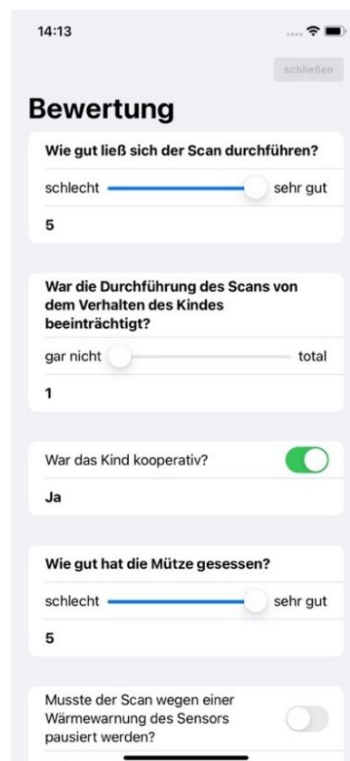 14:13
schließen
Bewertung
Wie gut ließ sich der Scan durchführen?
schlecht sehr gut
5
War die Durchführung des Scans von
dem Verhalten des Kindes
beeinträchtigt?
gar nicht total
1
War das Kind kooperativ?
Ja
Wie gut hat die Mütze gesessen?
schlecht sehr gut
5
Musste der Scan wegen einer
Wärmewarnung des Sensors
pausiert werden?